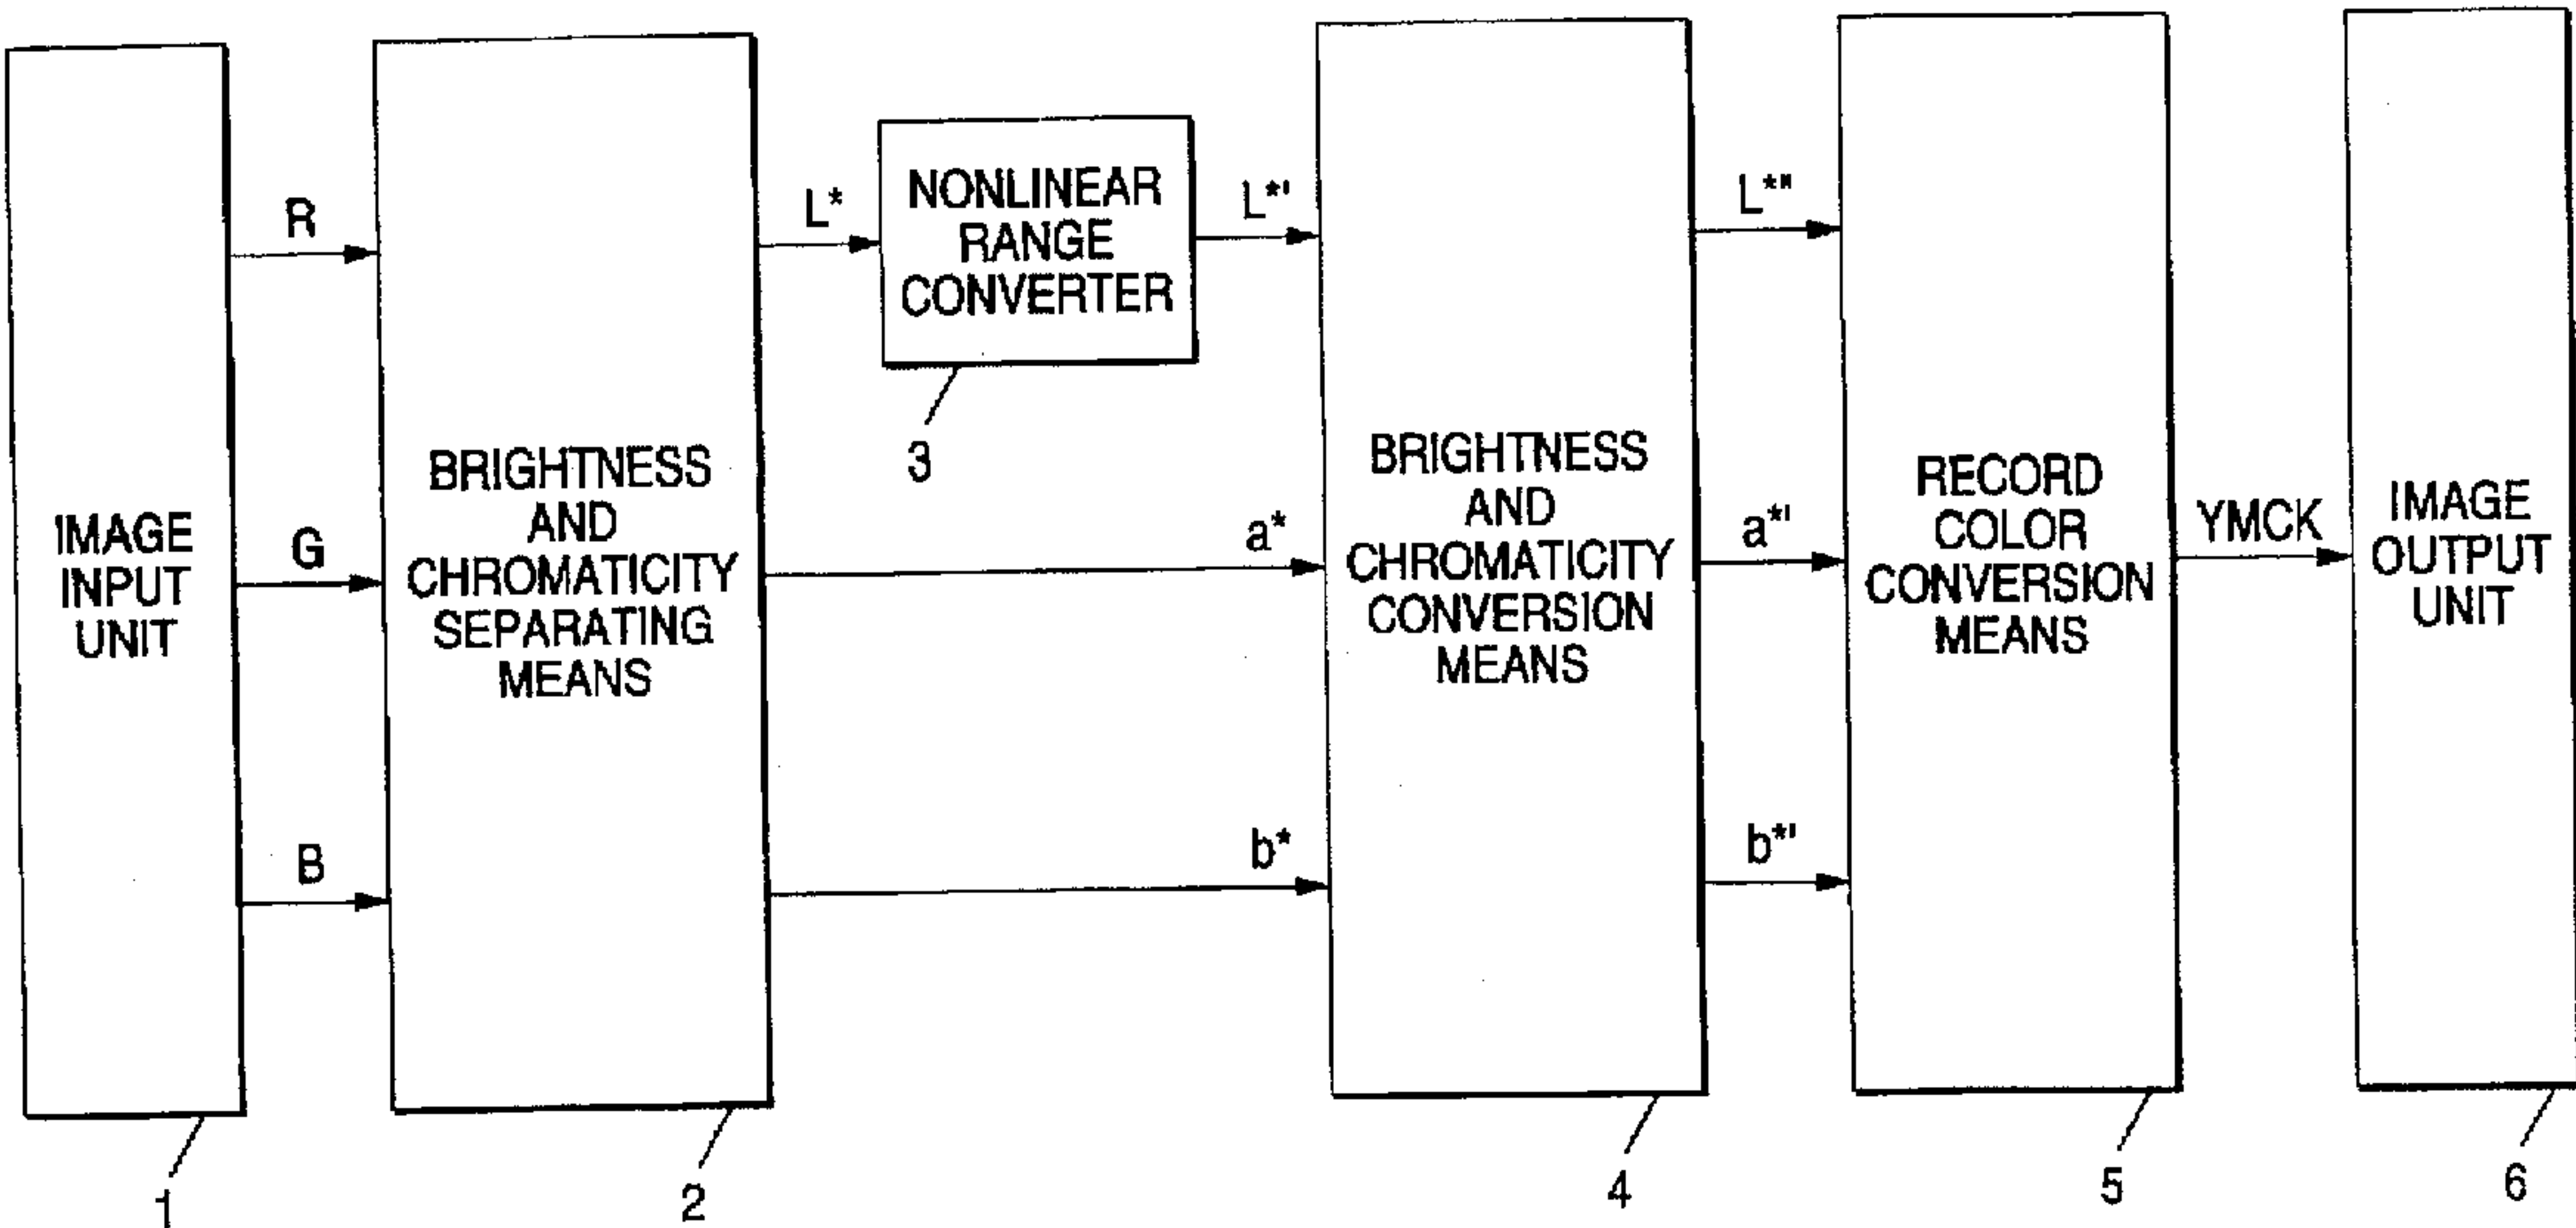 IMAGE
INPUT
UNIT
1
R
G
B
BRIGHTNESS
AND
CHROMATICITY
SEPARATING
MEANS
2
L*
a*
b*
NONLINEAR
RANGE
CONVERTER
3
L*'
BRIGHTNESS
AND
CHROMATICITY
CONVERSION
MEANS
4
L*"
a*'
b*'
RECORD
COLOR
CONVERSION
MEANS
5
YMCK
IMAGE
OUTPUT
UNIT
6